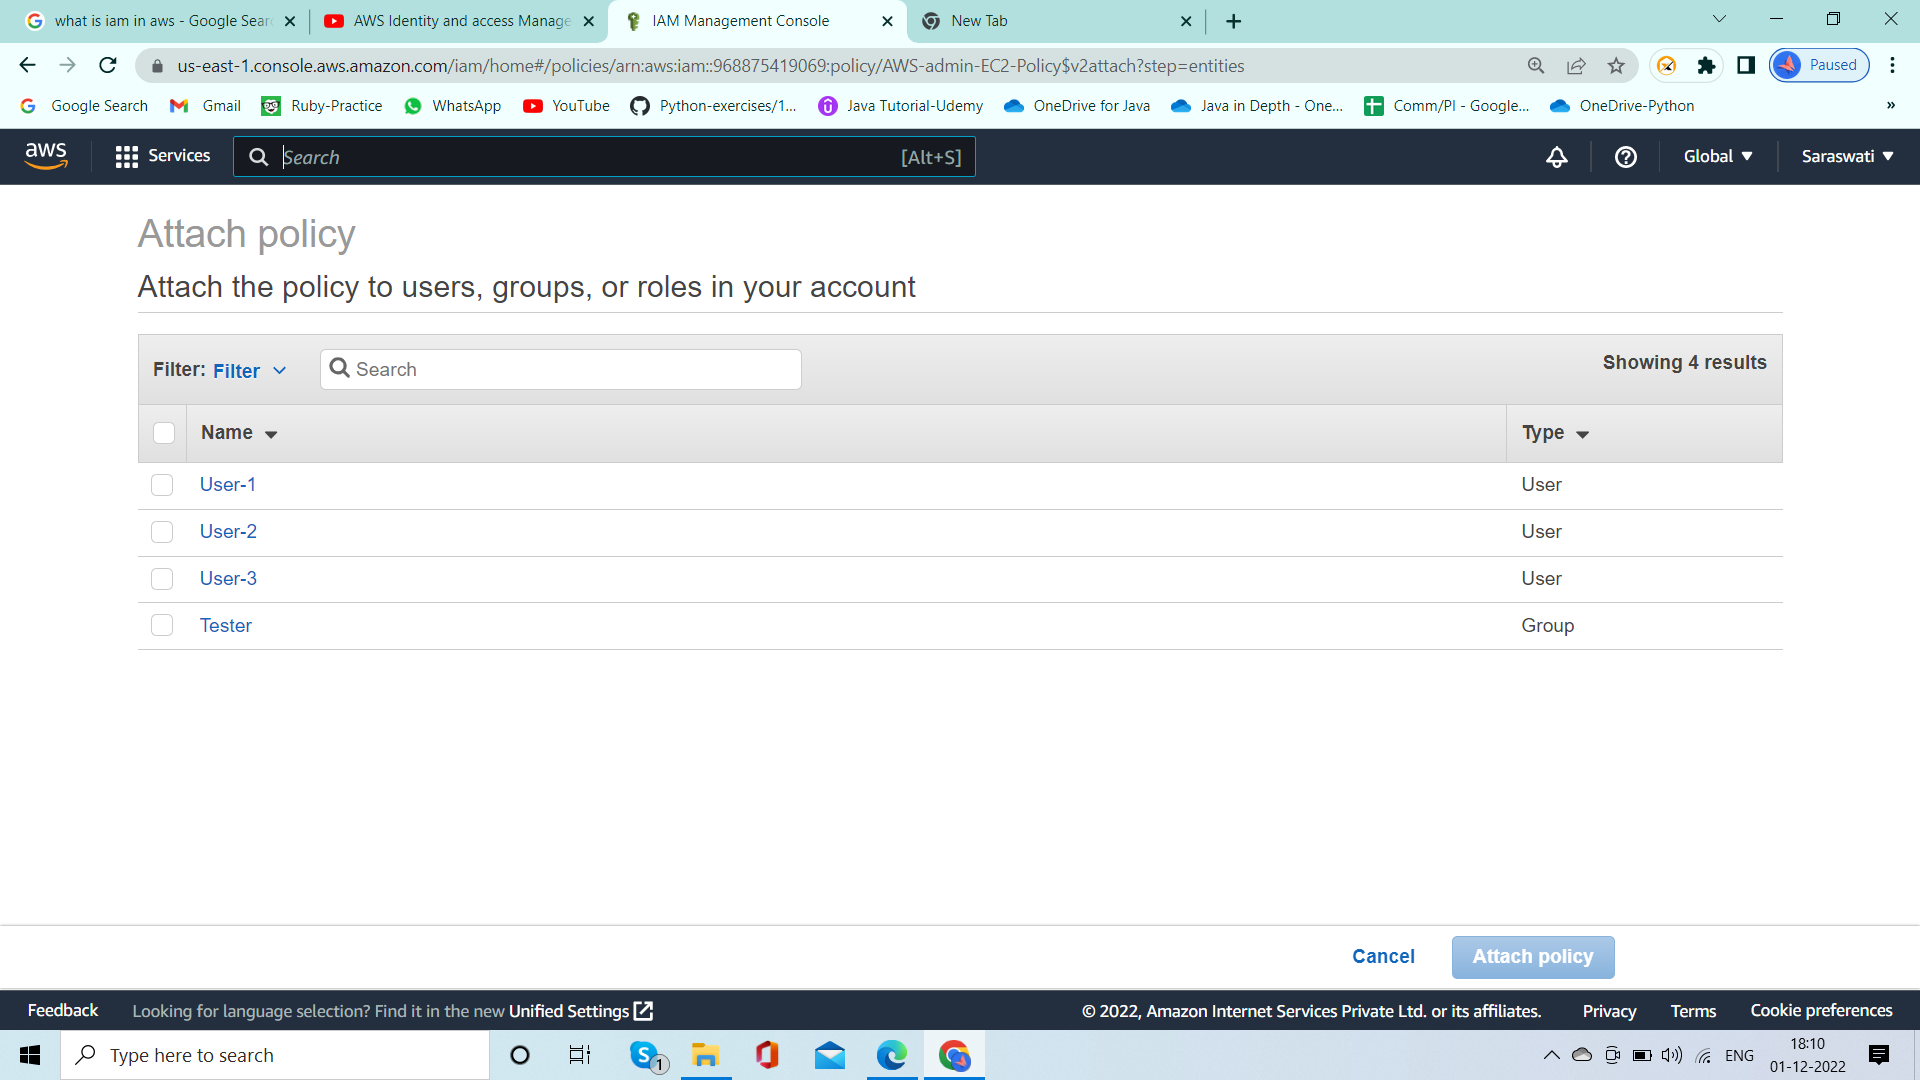 what is iam in aws - Google Sear
AWS Identity and access Manage
IAM Management Console
New Tab
us-east-1.console.aws.amazon.com/iam/home#/policies/arn:aws:iam::968875419069:policy/AWS-admin-EC2-Policy$v2attach?step=entities
Paused
Google Search
Gmail
Ruby-Practice
WhatsApp
YouTube
Python-exercises/1...
Java Tutorial-Udemy
OneDrive for Java
Java in Depth - One...
Comm/PI - Google...
OneDrive-Python
»
aws
Services
Search
[Alt+S]
Global
Saraswati
Attach policy
Attach the policy to users, groups, or roles in your account
Filter: Filter
Search
Showing 4 results
Name
Type
User-1
User
User-2
User
User-3
User
Tester
Group
Cancel
Attach policy
Feedback
Looking for language selection? Find it in the new Unified Settings
© 2022, Amazon Internet Services Private Ltd. or its affiliates.
Privacy
Terms
Cookie preferences
Type here to search
S
1
ENG
18:10
01-12-2022